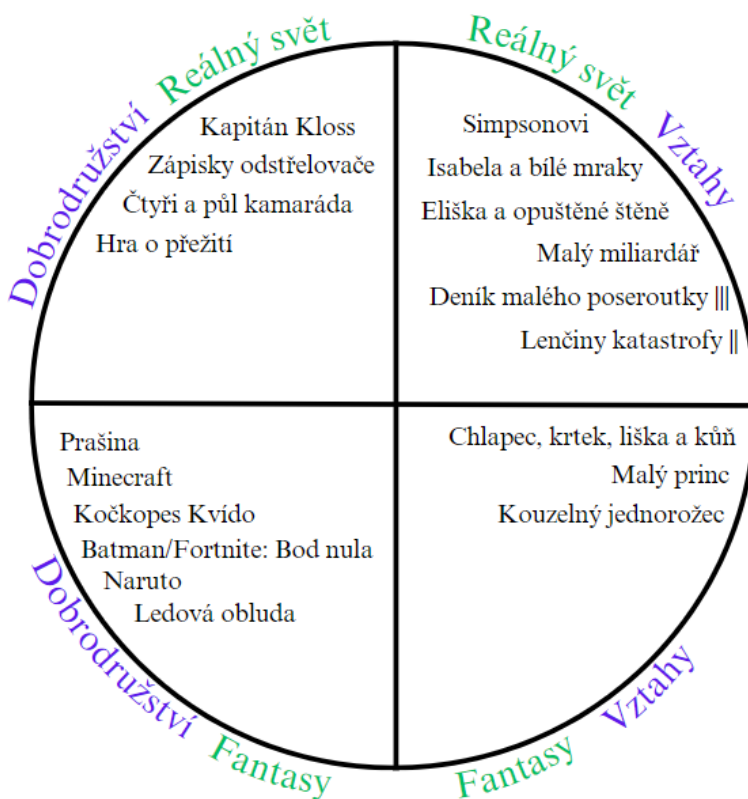 Reálný svět
Dobrodružství
Kapitán Kloss
Zápisky odstřelovače
Čtyři a půl kamaráda
Hra o přežití
Reálný svět
Vztahy
Simpsonovi
Isabela a bílé mraky
Eliška a opuštěné štěně
Malý miliardář
Deník malého poseroutky |||
Lenčiny katastrofy ||
Prašina
Minecraft
Kočkopes Kvído
Batman/Fortnite: Bod nula
Naruto
Ledová obluda
Dobrodružství
Fantasy
Chlapec, krtek, liška a kůň
Malý princ
Kouzelný jednorožec
Vztahy
Fantasy